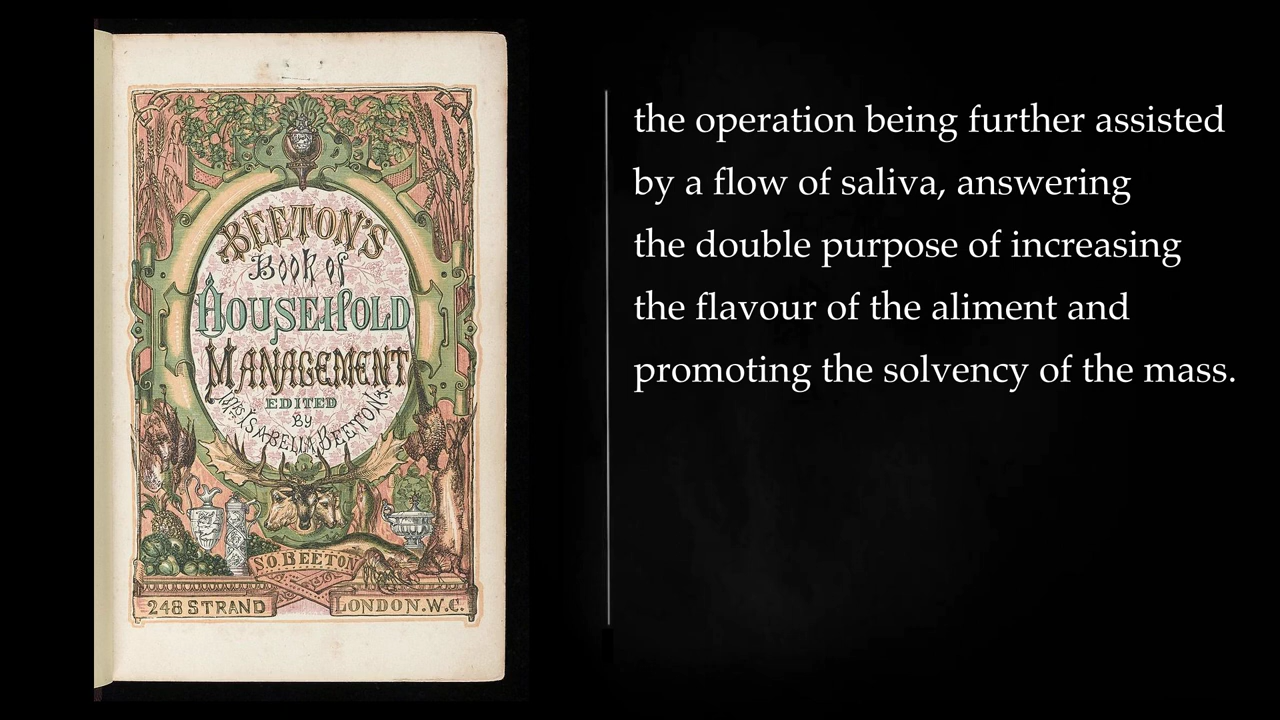 BEETON'S
Book of
HOUSEHOLD
MANAGEMENT
EDITED
BY
MRS ISABELLA BEETON
S.O. BEETON
248 STRAND
LONDON.W.C.
the operation being further assisted
by a flow of saliva, answering
the double purpose of increasing
the flavour of the aliment and
promoting the solvency of the mass.